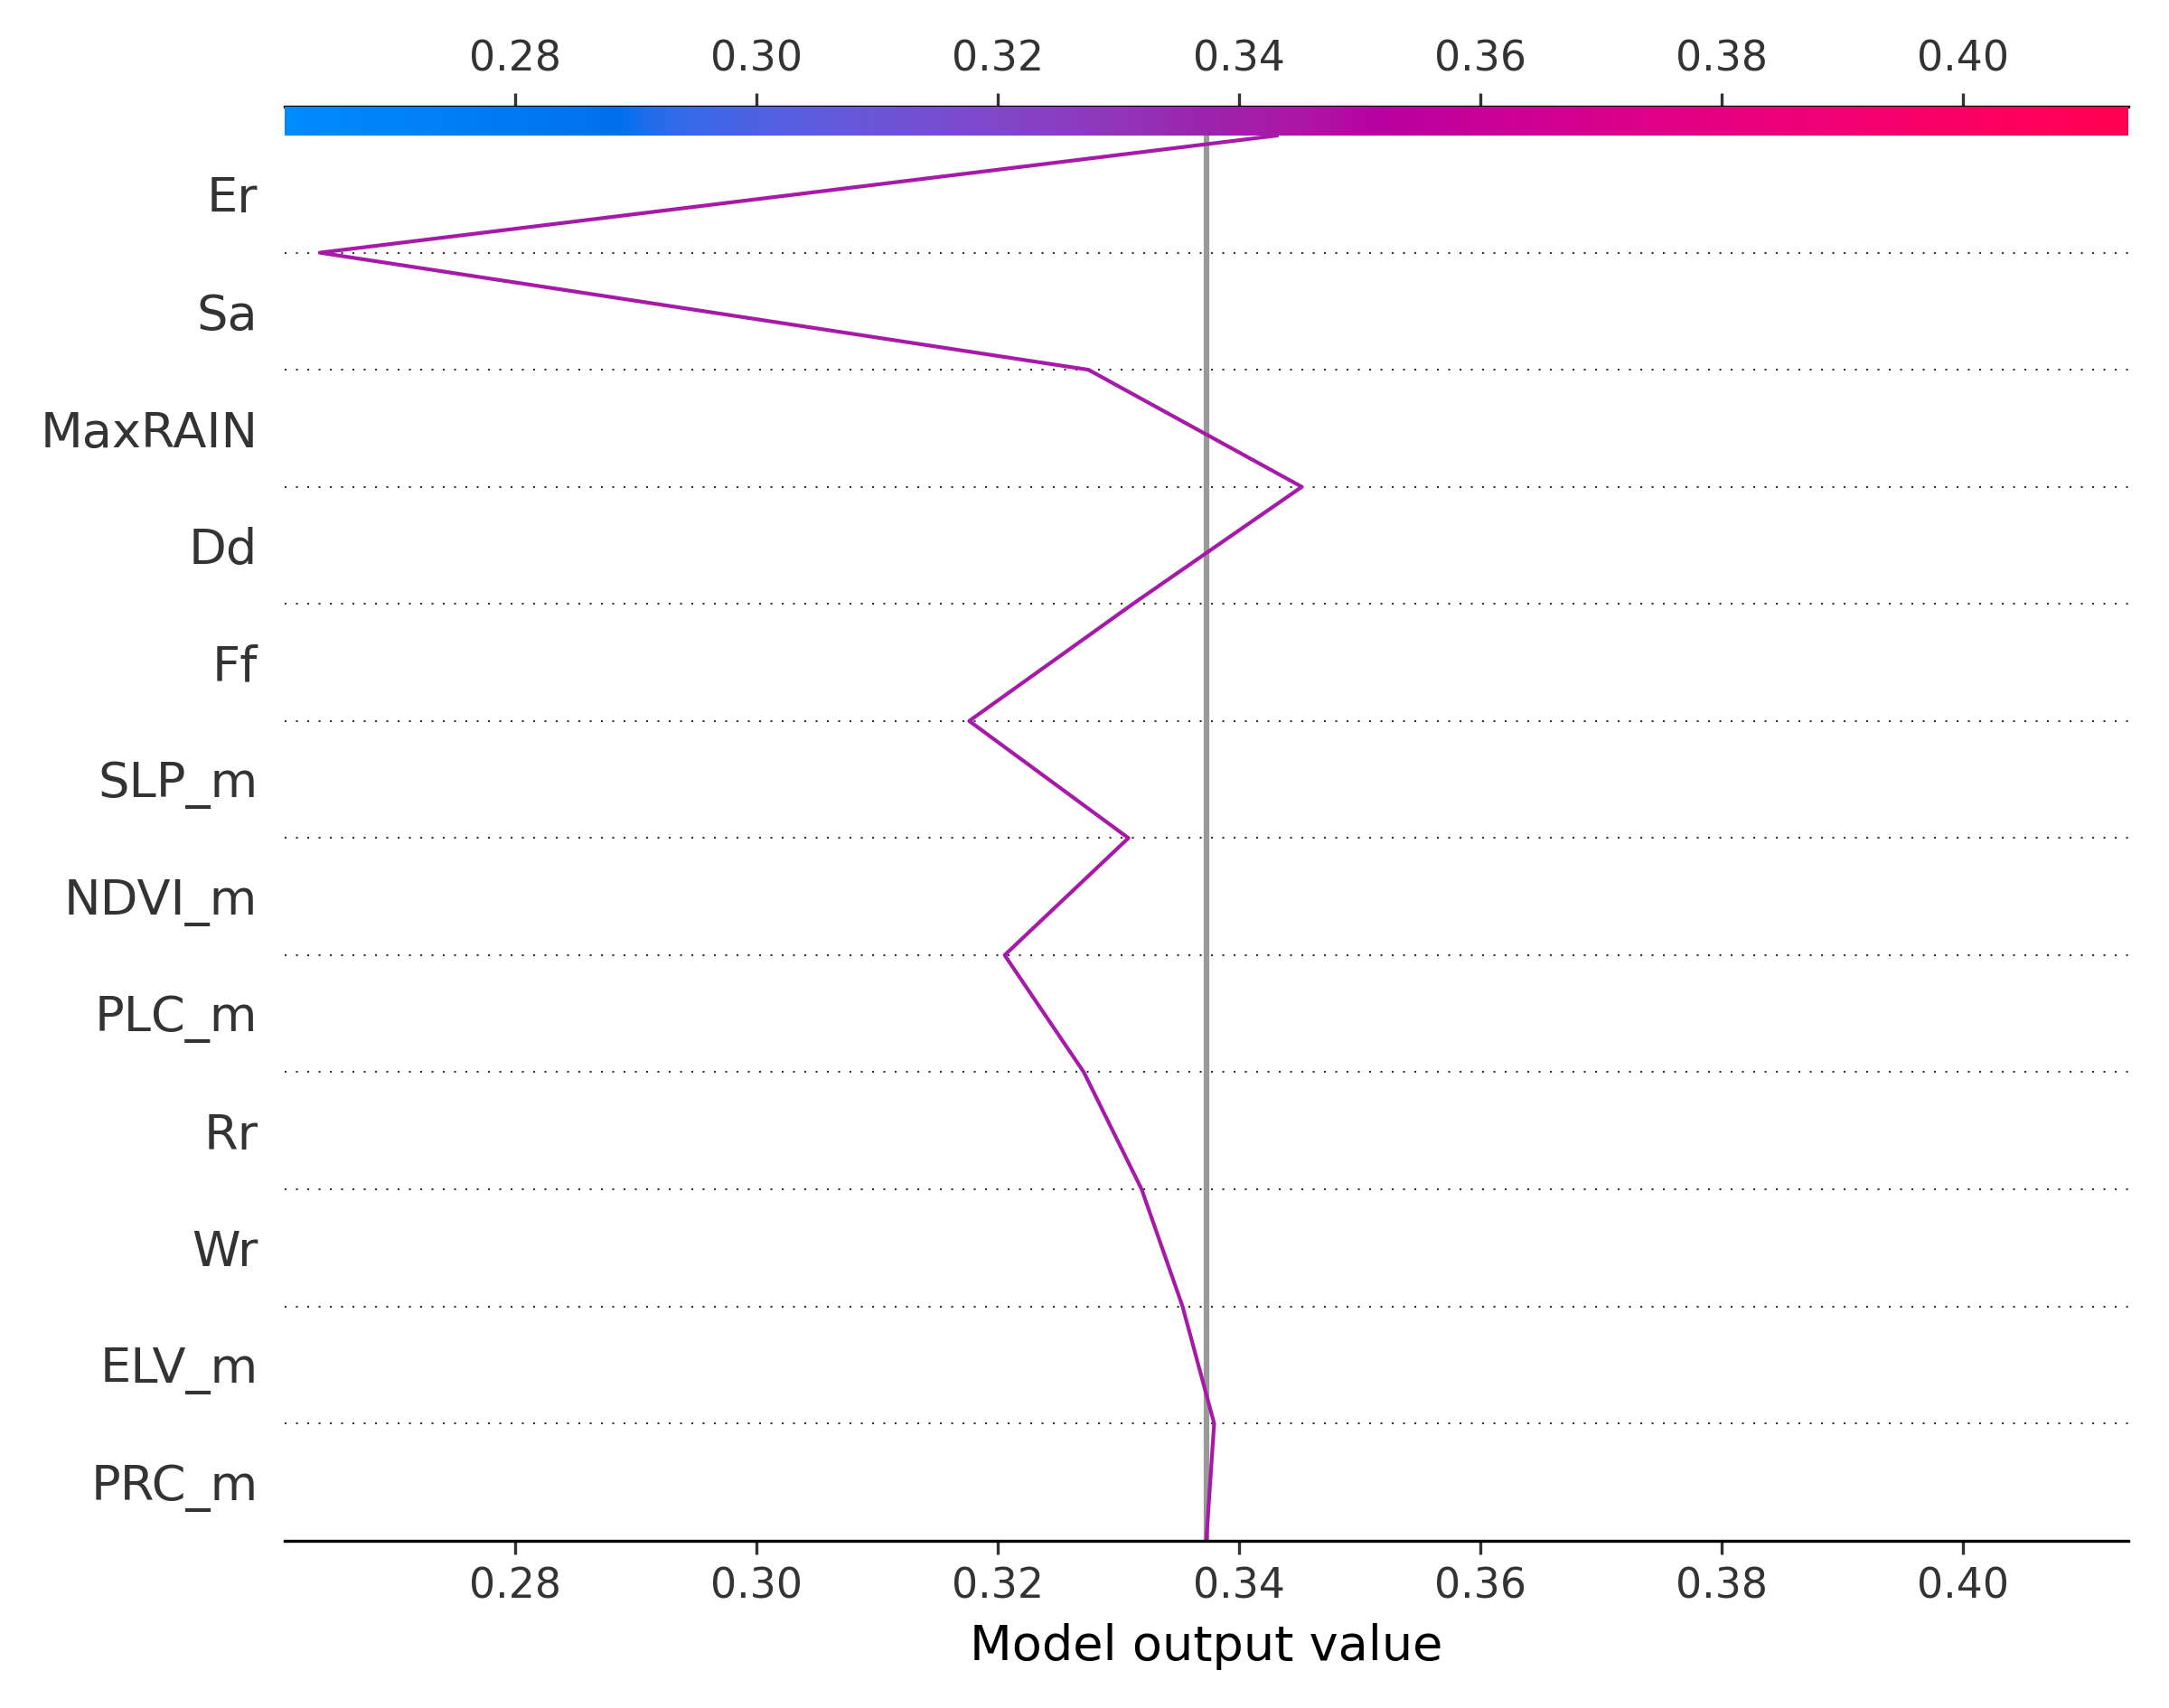 0.28 0.30 0.32 0.34 0.36 0.38 0.40
Er
Sa
MaxRAIN
Dd
Ff
SLP_m
NDVI_m
PLC_m
Rr
Wr
ELV_m
PRC_m
0.28 0.30 0.32 0.34 0.36 0.38 0.40
Model output value